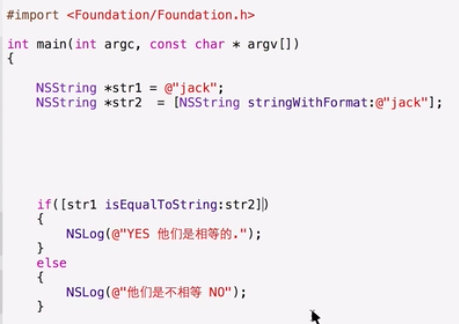 #import <Foundation/Foundation.h>
int main(int argc, const char * argv[])
{
NSString *str1 = @"jack";
NSString *str2  = [NSString stringWithFormat:@"jack"];
if([str1 isEqualToString:str2])
{
NSLog(@"YES 他们是相等的.");
}
else
{
NSLog(@"他们是不相等 NO");
}